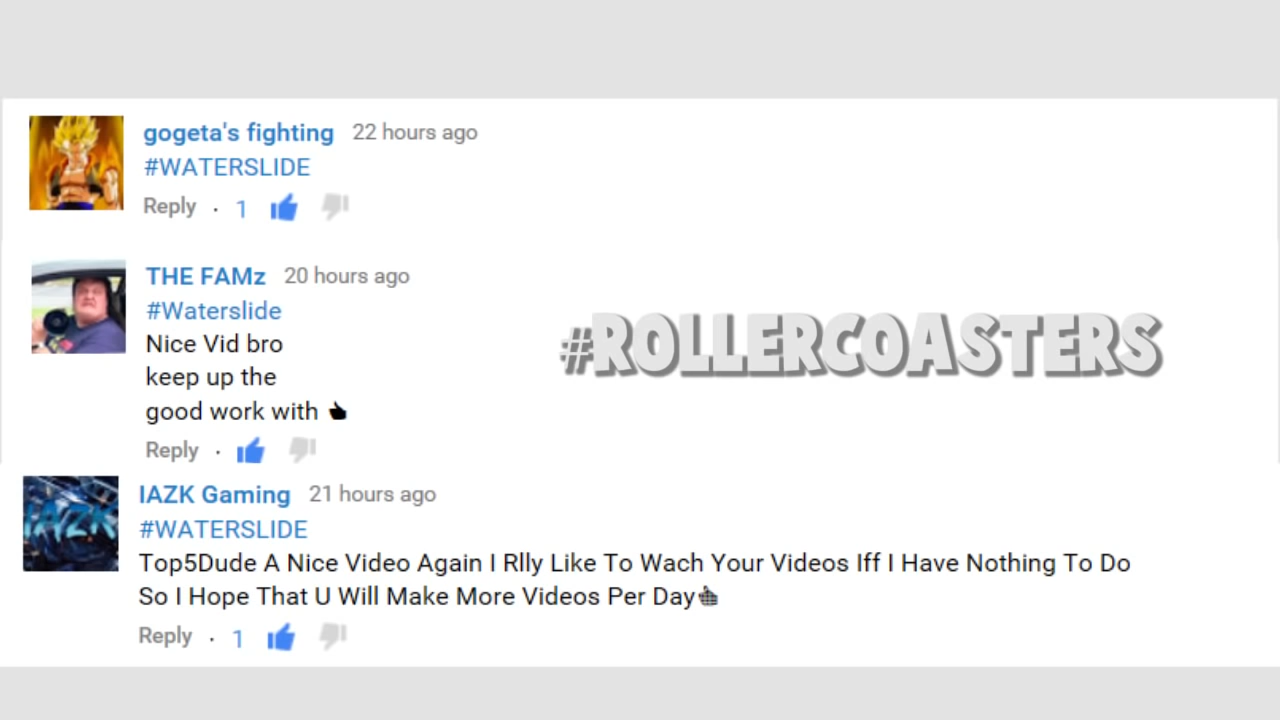 gogeta's fighting 22 hours ago
#WATERSLIDE
Reply · 1
THE FAMz 20 hours ago
#Waterslide
Nice Vid bro
keep up the
good work with
Reply ·
#ROLLERCOASTERS
IAZK Gaming 21 hours ago
#WATERSLIDE
Top5Dude A Nice Video Again I Rlly Like To Wach Your Videos Iff I Have Nothing To Do
So I Hope That U Will Make More Videos Per Day
Reply · 1
IAZK